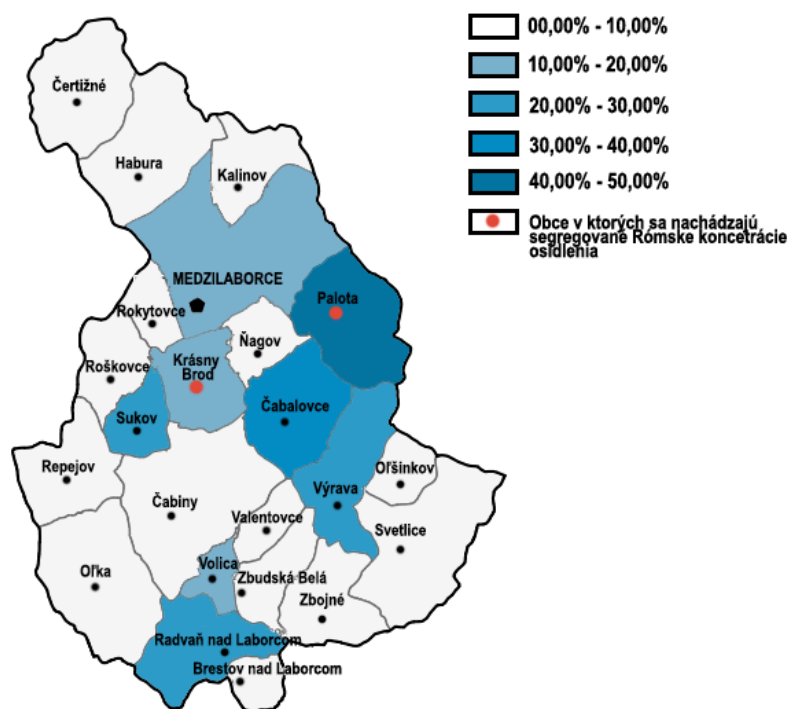 00,00% - 10,00%
10,00% - 20,00%
20,00% - 30,00%
30,00% - 40,00%
40,00% - 50,00%
Obce v ktorých sa nachádzajú
segregované Rómske koncetrácie
osídlenia
Čertižné
Habura
Kalinov
MEDZILABORCE
Palota
Rokytovce
Ňagov
Roškovce
Krásny
Brod
Sukov
Čabalovce
Repejov
Oľšinkov
Výrava
Čabiny
Valentovce
Svetlice
Volica
Oľka
Zbudská Belá
Zbojné
Radvaň nad Laborcom
Brestov nad Laborcom